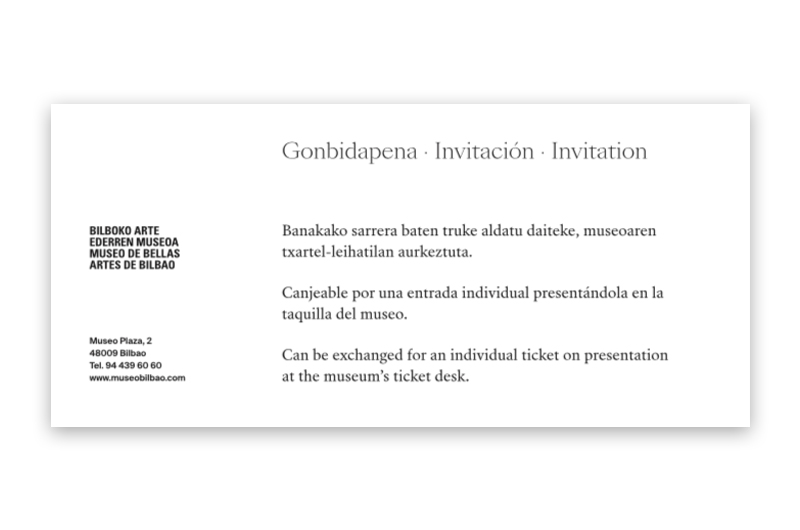 Gonbidapena · Invitación · Invitation
BILBOKO ARTE
EDERREN MUSEOA
MUSEO DE BELLAS
ARTES DE BILBAO
Museo Plaza, 2
48009 Bilbao
Tel. 94 439 60 60
www.museobilbao.com
Banakako sarrera baten truke aldatu daiteke, museoaren
txartel-leihatilan aurkeztuta.
Canjeable por una entrada individual presentándola en la
taquilla del museo.
Can be exchanged for an individual ticket on presentation
at the museum’s ticket desk.